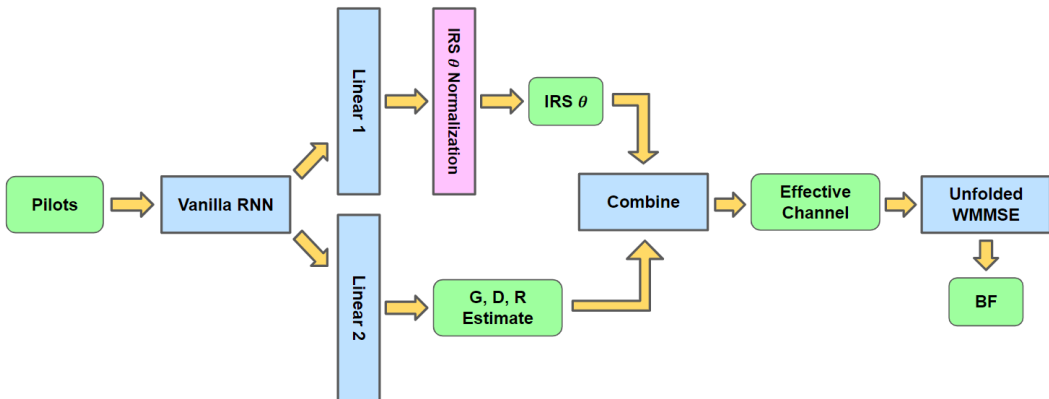 Pilots
Vanilla RNN
Linear 1
IRS θ Normalization
IRS θ
Linear 2
G, D, R
Estimate
Combine
Effective
Channel
Unfolded
WMMSE
BF